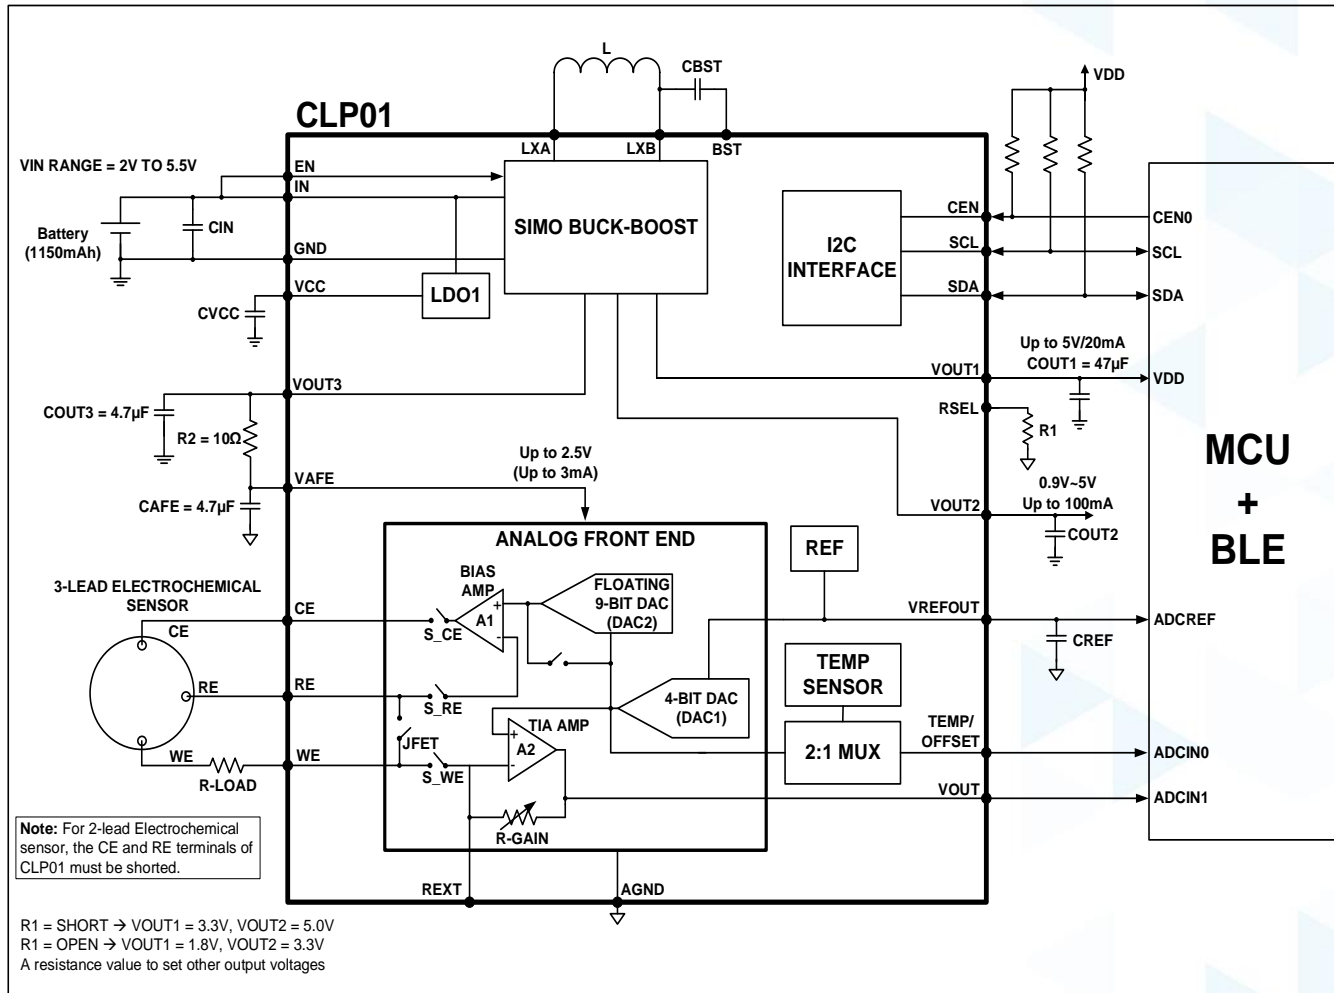 L
CBST
VDD
CLP01
LXA
LXB
BST
VIN RANGE = 2V TO 5.5V
EN
IN
SIMO BUCK-BOOST
CIN
Battery
(1150mAh)
GND
VCC
LDO1
CVCC
I2C
INTERFACE
CEN
SCL
SDA
CEN0
SCL
SDA
Up to 5V/20mA
COUT1 = 47µF
VOUT1
VDD
RSEL
R1
VOUT3
COUT3 = 4.7µF
R2 = 10Ω
VAFE
CAFE = 4.7µF
Up to 2.5V
(Up to 3mA)
0.9V~5V
Up to 100mA
VOUT2
COUT2
MCU
+
BLE
ANALOG FRONT END
REF
3-LEAD ELECTROCHEMICAL
SENSOR
BIAS
AMP
FLOATING
9-BIT DAC
(DAC2)
CE
CE
S_CE
A1
+
-
VREFOUT
ADCREF
CREF
RE
RE
S_RE
4-BIT DAC
(DAC1)
TEMP
SENSOR
TIA AMP
+
A2
-
JFET
WE
WE
S_WE
R-LOAD
2:1 MUX
TEMP/
OFFSET
ADCIN0
VOUT
ADCIN1
R-GAIN
Note: For 2-lead Electrochemical
sensor, the CE and RE terminals of
CLP01 must be shorted.
REXT
AGND
R1 = SHORT → VOUT1 = 3.3V, VOUT2 = 5.0V
R1 = OPEN → VOUT1 = 1.8V, VOUT2 = 3.3V
A resistance value to set other output voltages